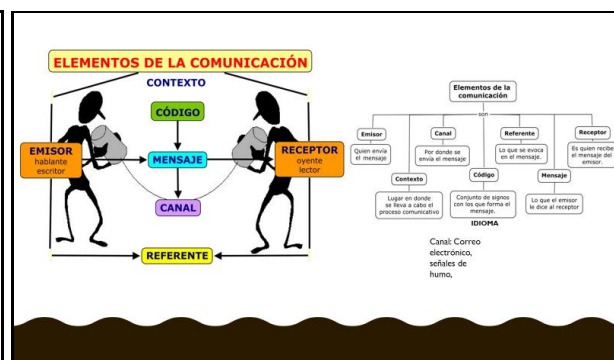 ELEMENTOS DE LA COMUNICACIÓN
CONTEXTO
CÓDIGO
EMISOR
hablante
escritor
MENSAJE
RECEPTOR
oyente
lector
CANAL
REFERENTE
Elementos de la
comunicación
son
Emisor
Canal
Referente
Receptor
Quien envía
el mensaje
Por donde se
envía el mensaje
Lo que se evoca
en el mensaje.
Es quien recibe
el mensaje del
emisor.
Contexto
Código
Mensaje
Lugar en donde
se lleva a cabo el
proceso comunicativo
Conjunto de signos
con los que forma el
mensaje.
Lo que el emisor
le dice al receptor
IDIOMA
Canal: Correo
electrónico,
señales de
humo,